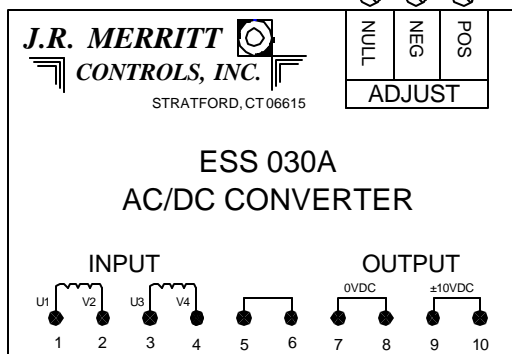 J.R. MERRITT
CONTROLS, INC.
STRATFORD, CT 06615
NULL
NEG
POS
ADJUST
ESS 030A
AC/DC CONVERTER
INPUT
OUTPUT
U1 V2 U3 V4 0VDC ±10VDC
1 2 3 4 5 6 7 8 9 10